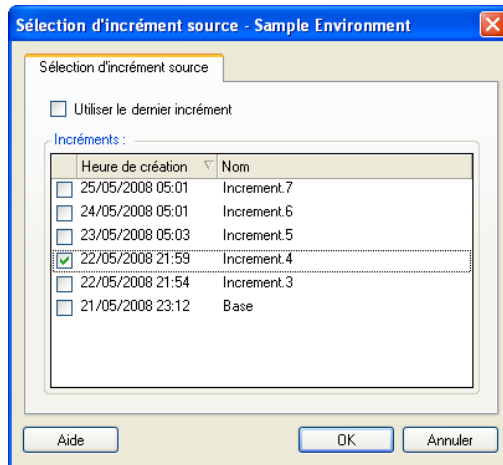 Sélection d'incrément source - Sample Environment
Sélection d'incrément source
Utiliser le dernier incrément
Incréments :
Heure de création Nom
25/05/2008 05:01 Increment.7
24/05/2008 05:01 Increment.6
23/05/2008 05:03 Increment.5
22/05/2008 21:59 Increment.4
22/05/2008 21:54 Increment.3
21/05/2008 23:12 Base
Aide OK Annuler